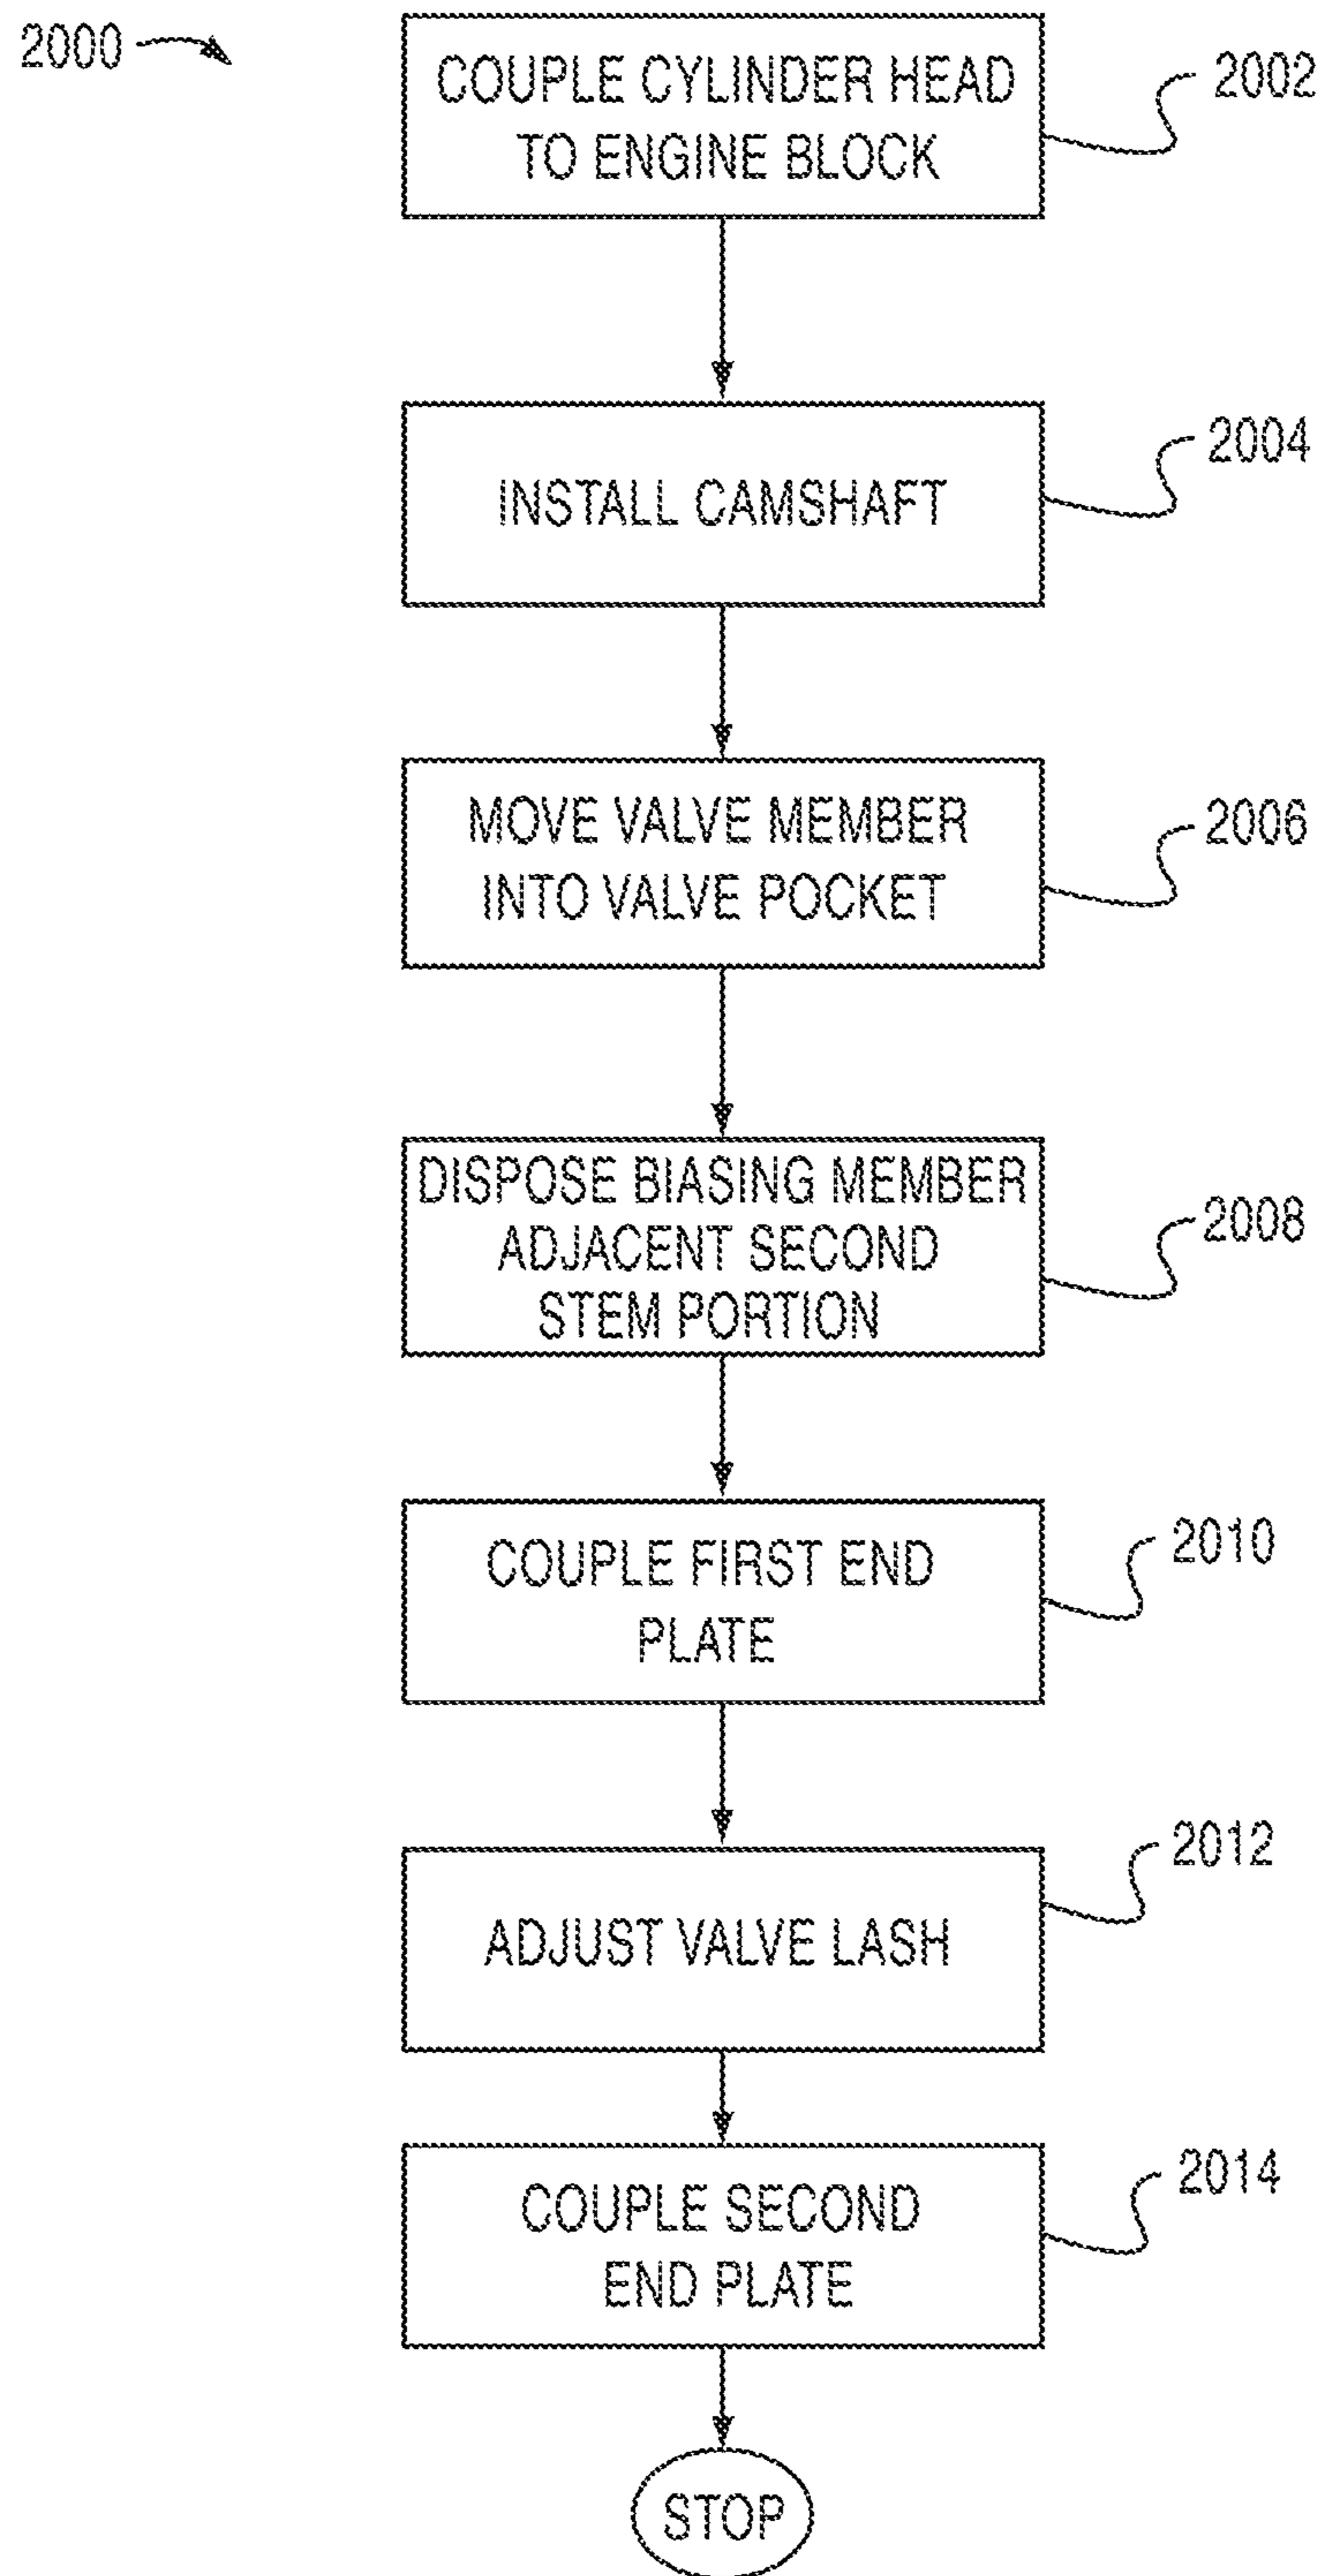 2000
COUPLE CYLINDER HEAD
TO ENGINE BLOCK
2002
INSTALL CAMSHAFT
2004
MOVE VALVE MEMBER
INTO VALVE POCKET
2006
DISPOSE BIASING MEMBER
ADJACENT SECOND
STEM PORTION
2008
COUPLE FIRST END
PLATE
2010
ADJUST VALVE LASH
2012
COUPLE SECOND
END PLATE
2014
STOP